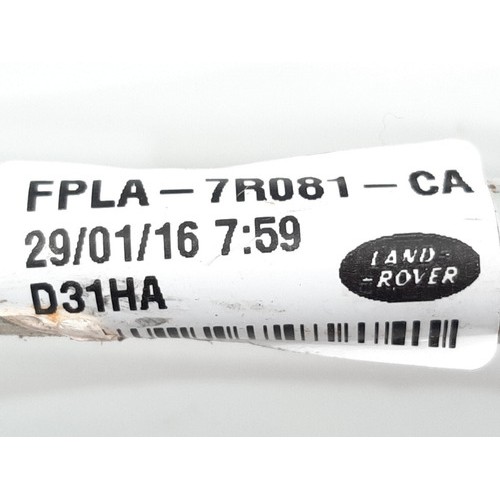 FPLA-7R081-CA
29/01/16 7:59
D31HA
LAND-
-ROVER